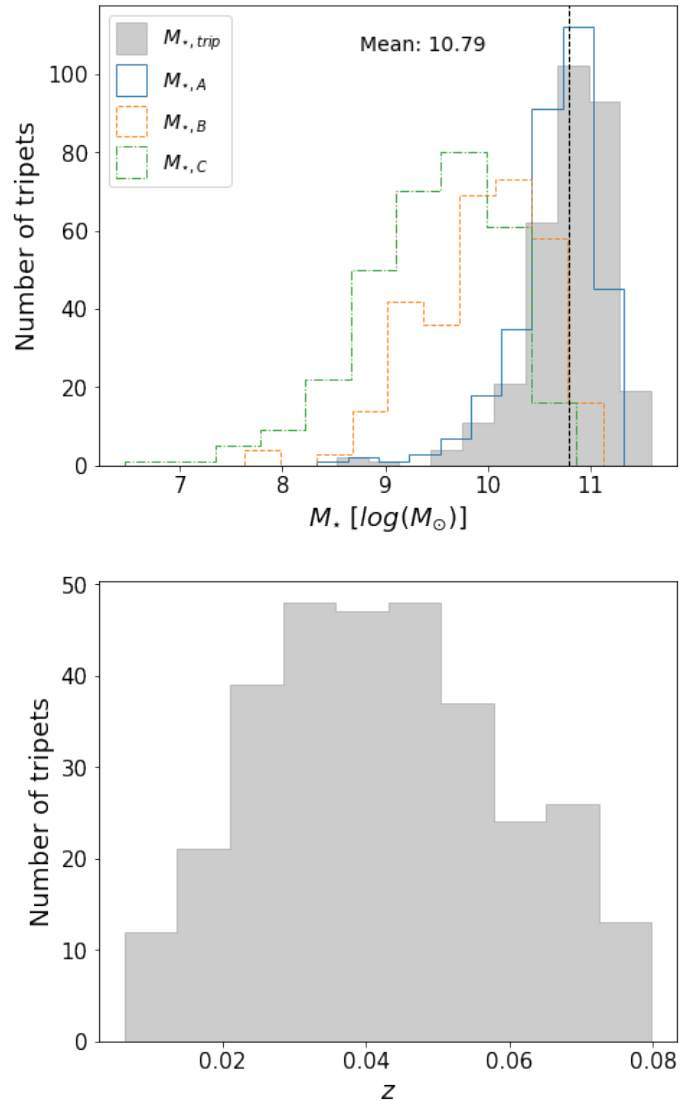 M⋆,trip
M⋆,A
M⋆,B
M⋆,C
Mean: 10.79
Number of tripets
100
80
60
40
20
0
7 8 9 10 11
M⋆ [log(M⊙)]
Number of tripets
50
40
30
20
10
0
0.02 0.04 0.06 0.08
z